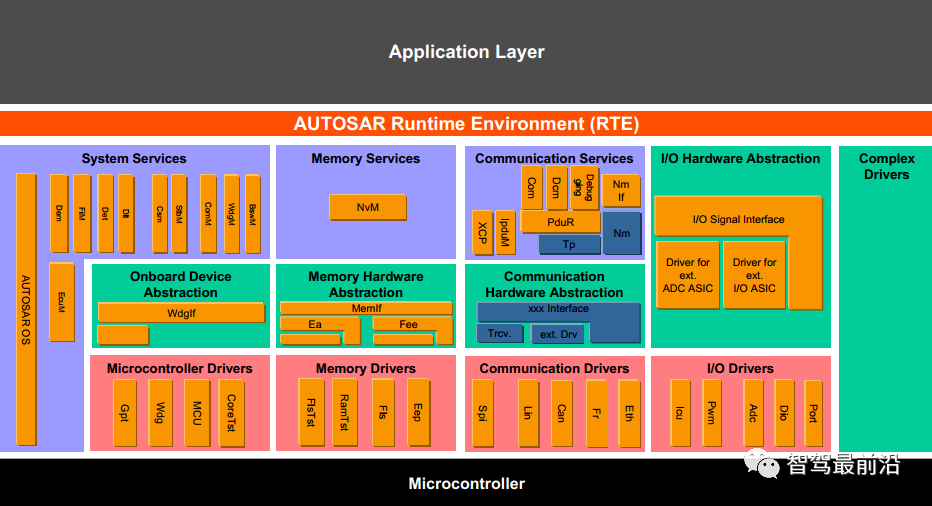 Application Layer
AUTOSAR Runtime Environment (RTE)
System Services
AUTOSAR OS
Dem
FiM
Det
Dlt
Csm
StbM
ComM
WdgM
BswM
EcuM
Memory Services
NvM
Communication Services
XCP
IpduM
Com
Dcm
Debug
ging
Nm
If
PduR
Tp
Nm
I/O Hardware Abstraction
I/O Signal Interface
Driver for
ext.
ADC ASIC
Driver for
ext.
I/O ASIC
Complex
Drivers
Onboard Device
Abstraction
WdgIf
Memory Hardware
Abstraction
MemIf
Ea
Fee
Communication
Hardware Abstraction
xxx Interface
Trcv.
ext. Drv
Microcontroller Drivers
Gpt
Wdg
MCU
CoreTst
Memory Drivers
FlsTst
RamTst
Fls
Eep
Communication Drivers
Spi
Lin
Can
Fr
Eth
I/O Drivers
Icu
Pwm
Adc
Dio
Port
智驾最前沿
Microcontroller